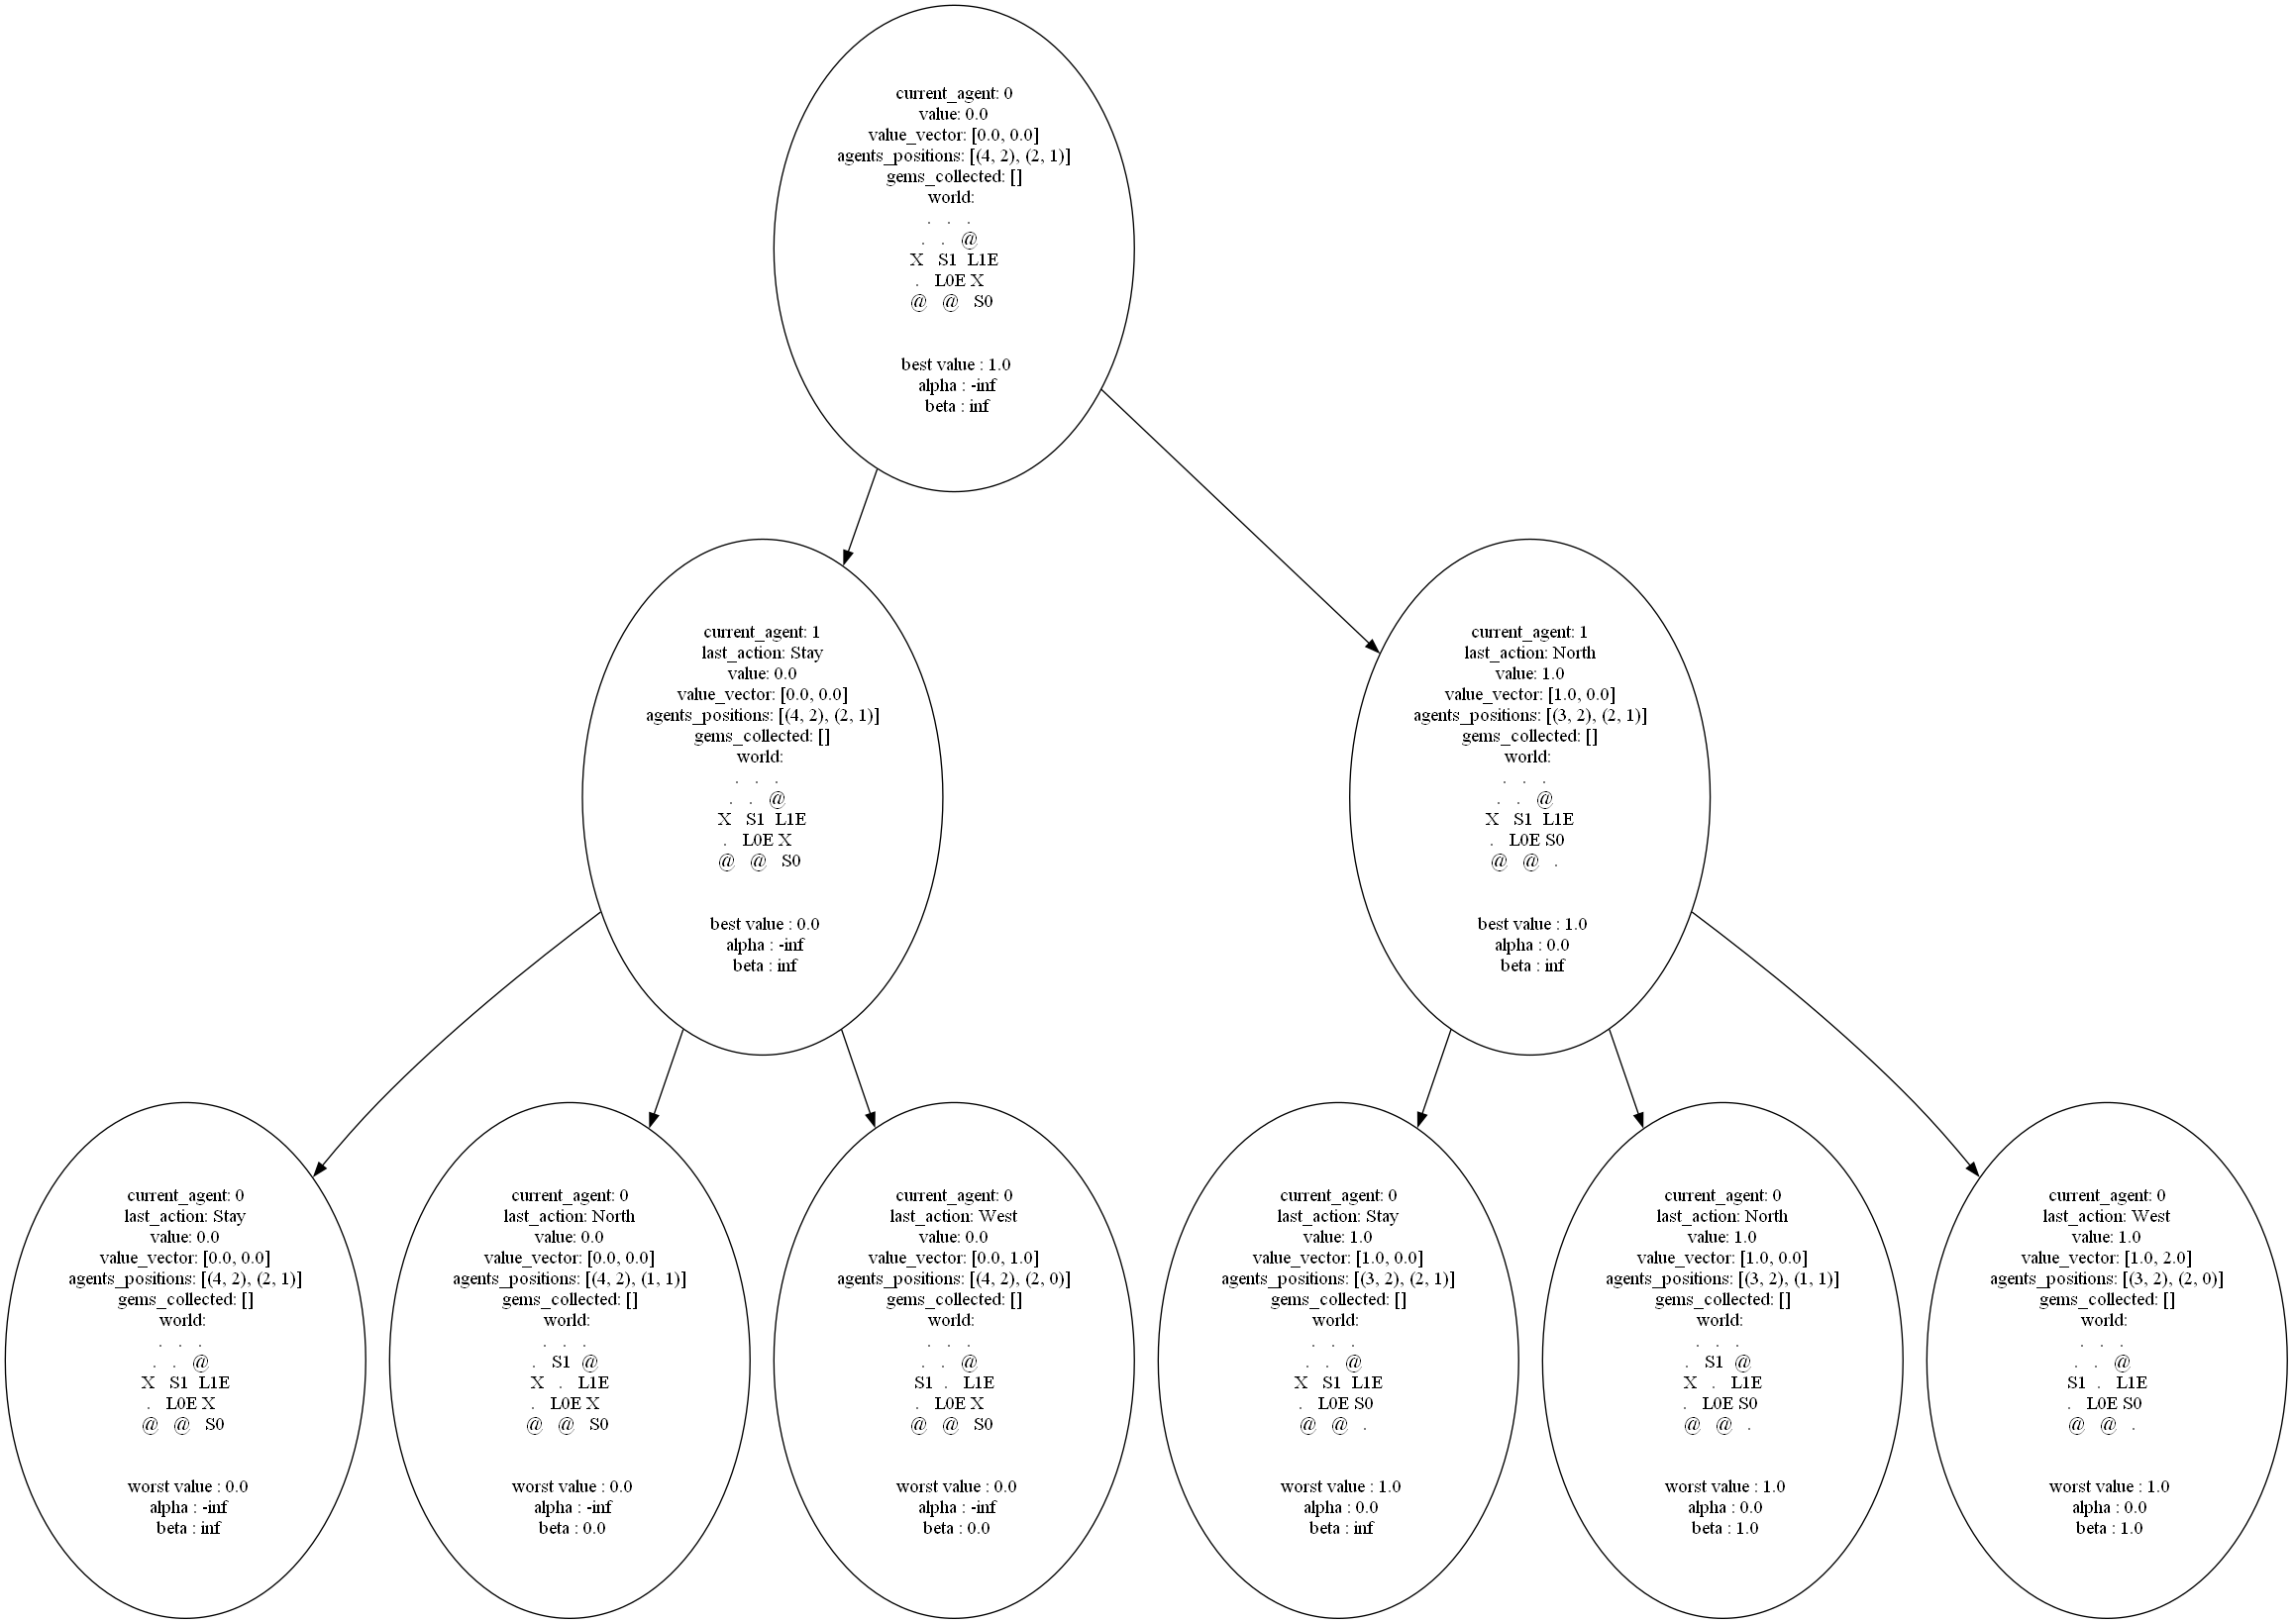 current_agent: 0
value: 0.0
value_vector: [0.0, 0.0]
agents_positions: [(4, 2), (2, 1)]
gems_collected: []
world:
. . .
. . @
X S1 L1E
. L0E X
@ @ S0
best value : 1.0
alpha : -inf
beta : inf
current_agent: 1
last_action: Stay
value: 0.0
value_vector: [0.0, 0.0]
agents_positions: [(4, 2), (2, 1)]
gems_collected: []
world:
. . .
. . @
X S1 L1E
. L0E X
@ @ S0
best value : 0.0
alpha : -inf
beta : inf
current_agent: 1
last_action: North
value: 1.0
value_vector: [1.0, 0.0]
agents_positions: [(3, 2), (2, 1)]
gems_collected: []
world:
. . .
. . @
X S1 L1E
. L0E S0
@ @ .
best value : 1.0
alpha : 0.0
beta : inf
current_agent: 0
last_action: Stay
value: 0.0
value_vector: [0.0, 0.0]
agents_positions: [(4, 2), (2, 1)]
gems_collected: []
world:
. . .
. . @
X S1 L1E
. L0E X
@ @ S0
worst value : 0.0
alpha : -inf
beta : inf
current_agent: 0
last_action: North
value: 0.0
value_vector: [0.0, 0.0]
agents_positions: [(4, 2), (1, 1)]
gems_collected: []
world:
. . .
. S1 @
X . L1E
. L0E X
@ @ S0
worst value : 0.0
alpha : -inf
beta : 0.0
current_agent: 0
last_action: West
value: 0.0
value_vector: [0.0, 1.0]
agents_positions: [(4, 2), (2, 0)]
gems_collected: []
world:
. . .
. . @
S1 . L1E
. L0E X
@ @ S0
worst value : 0.0
alpha : -inf
beta : 0.0
current_agent: 0
last_action: Stay
value: 1.0
value_vector: [1.0, 0.0]
agents_positions: [(3, 2), (2, 1)]
gems_collected: []
world:
. . .
. . @
X S1 L1E
. L0E S0
@ @ .
worst value : 1.0
alpha : 0.0
beta : inf
current_agent: 0
last_action: North
value: 1.0
value_vector: [1.0, 0.0]
agents_positions: [(3, 2), (1, 1)]
gems_collected: []
world:
. . .
. S1 @
X . L1E
. L0E S0
@ @ .
worst value : 1.0
alpha : 0.0
beta : 1.0
current_agent: 0
last_action: West
value: 1.0
value_vector: [1.0, 2.0]
agents_positions: [(3, 2), (2, 0)]
gems_collected: []
world:
. . .
. . @
S1 . L1E
. L0E S0
@ @ .
worst value : 1.0
alpha : 0.0
beta : 1.0